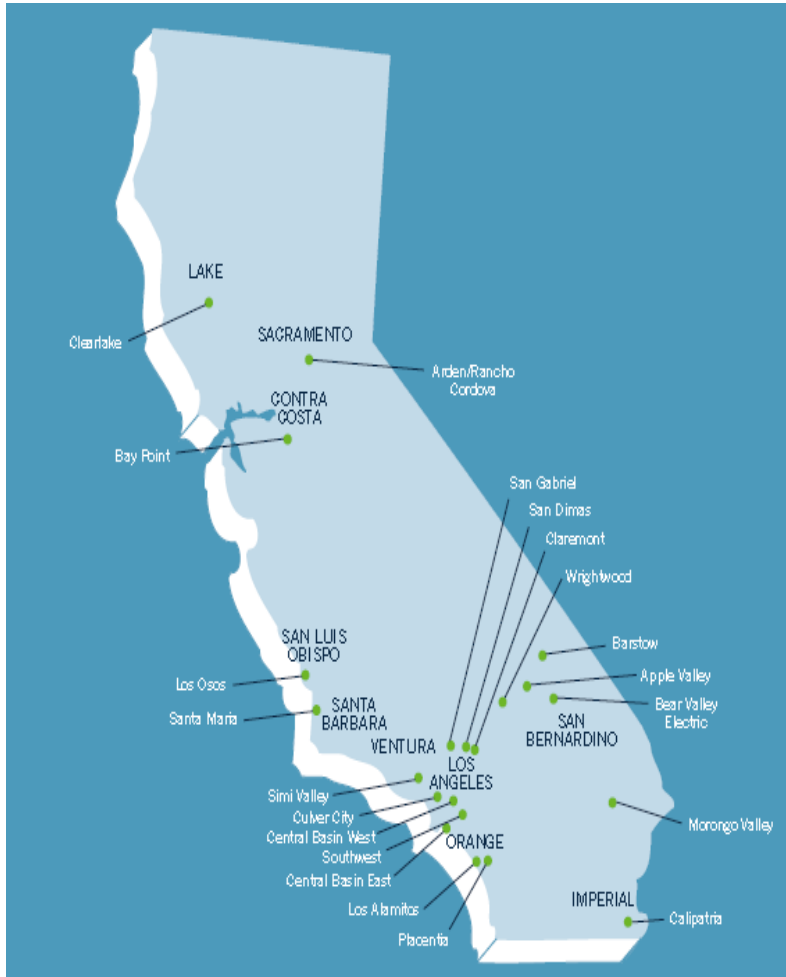 LAKE
Clearlake
SACRAMENTO
Arden/Rancho
Cordova
CONTRA
COSTA
Bay Point
San Gabriel
San Dimas
Claremont
Wrightwood
SAN LUIS
OBISPO
Barstow
Los Osos
Apple Valley
Santa Maria
SANTA
BARBARA
Bear Valley
Electric
SAN
BERNARDINO
VENTURA
LOS
ANGELES
Simi Valley
Culver City
Central Basin West
Southwest
Central Basin East
ORANGE
Morongo Valley
Los Alamitos
Placentia
IMPERIAL
Calipatria